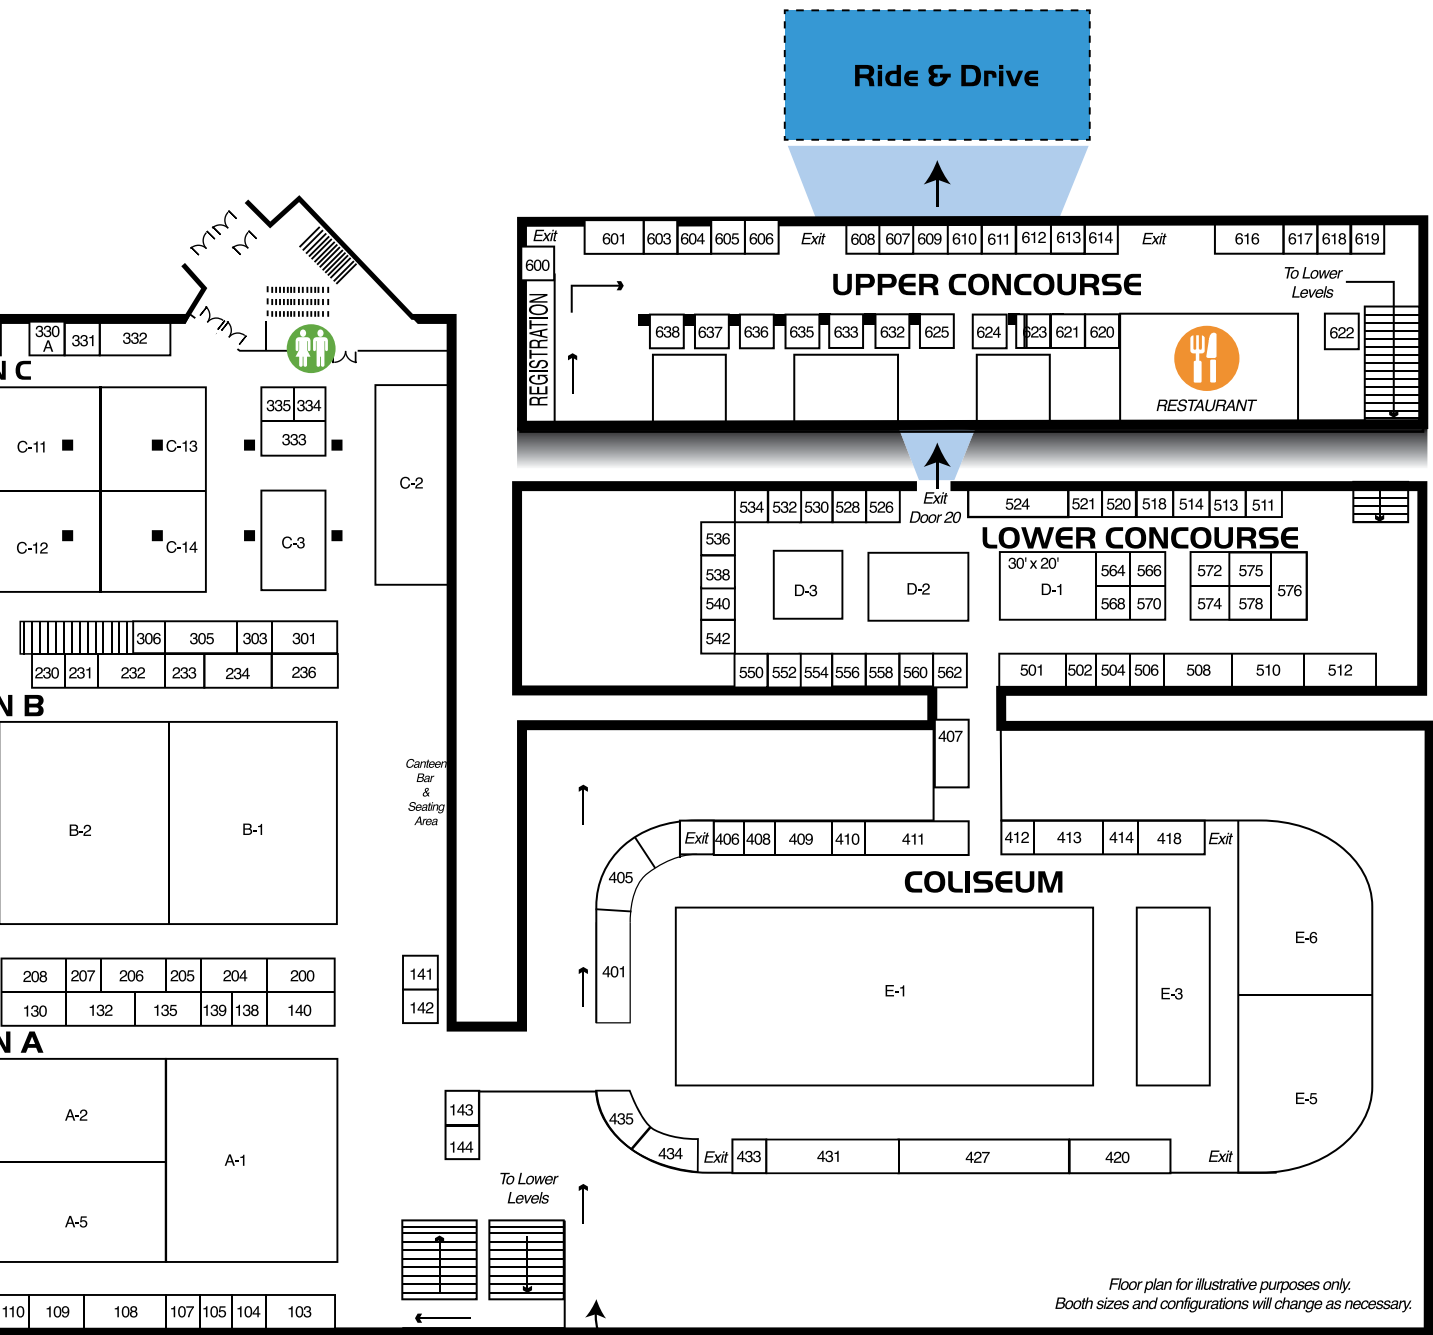 Ride & Drive
Exit
601
603
604
605
606
Exit
608
607
609
610
611
612
613
614
Exit
616
617
618
619
600
UPPER CONCOURSE
To Lower
Levels
REGISTRATION
638
637
636
635
633
632
625
624
623
621
620
622
RESTAURANT
330
A
331
332
N C
335
334
333
C-11
C-13
C-2
C-12
C-14
C-3
534
532
530
528
526
Exit
Door 20
524
521
520
518
514
513
511
LOWER CONCOURSE
536
538
540
542
D-3
D-2
30' x 20'
D-1
564
566
568
570
572
575
574
578
576
550
552
554
556
558
560
562
501
502
504
506
508
510
512
306
305
303
301
230
231
232
233
234
236
N B
B-2
B-1
Canteen
Bar
&
Seating
Area
407
Exit
406
408
409
410
411
412
413
414
418
Exit
405
COLISEUM
401
E-1
E-3
E-6
E-5
208
207
206
205
204
200
130
132
135
139
138
140
141
142
N A
A-2
A-1
A-5
143
144
435
434
Exit
433
431
427
420
Exit
To Lower
Levels
110
109
108
107
105
104
103
Floor plan for illustrative purposes only.
Booth sizes and configurations will change as necessary.